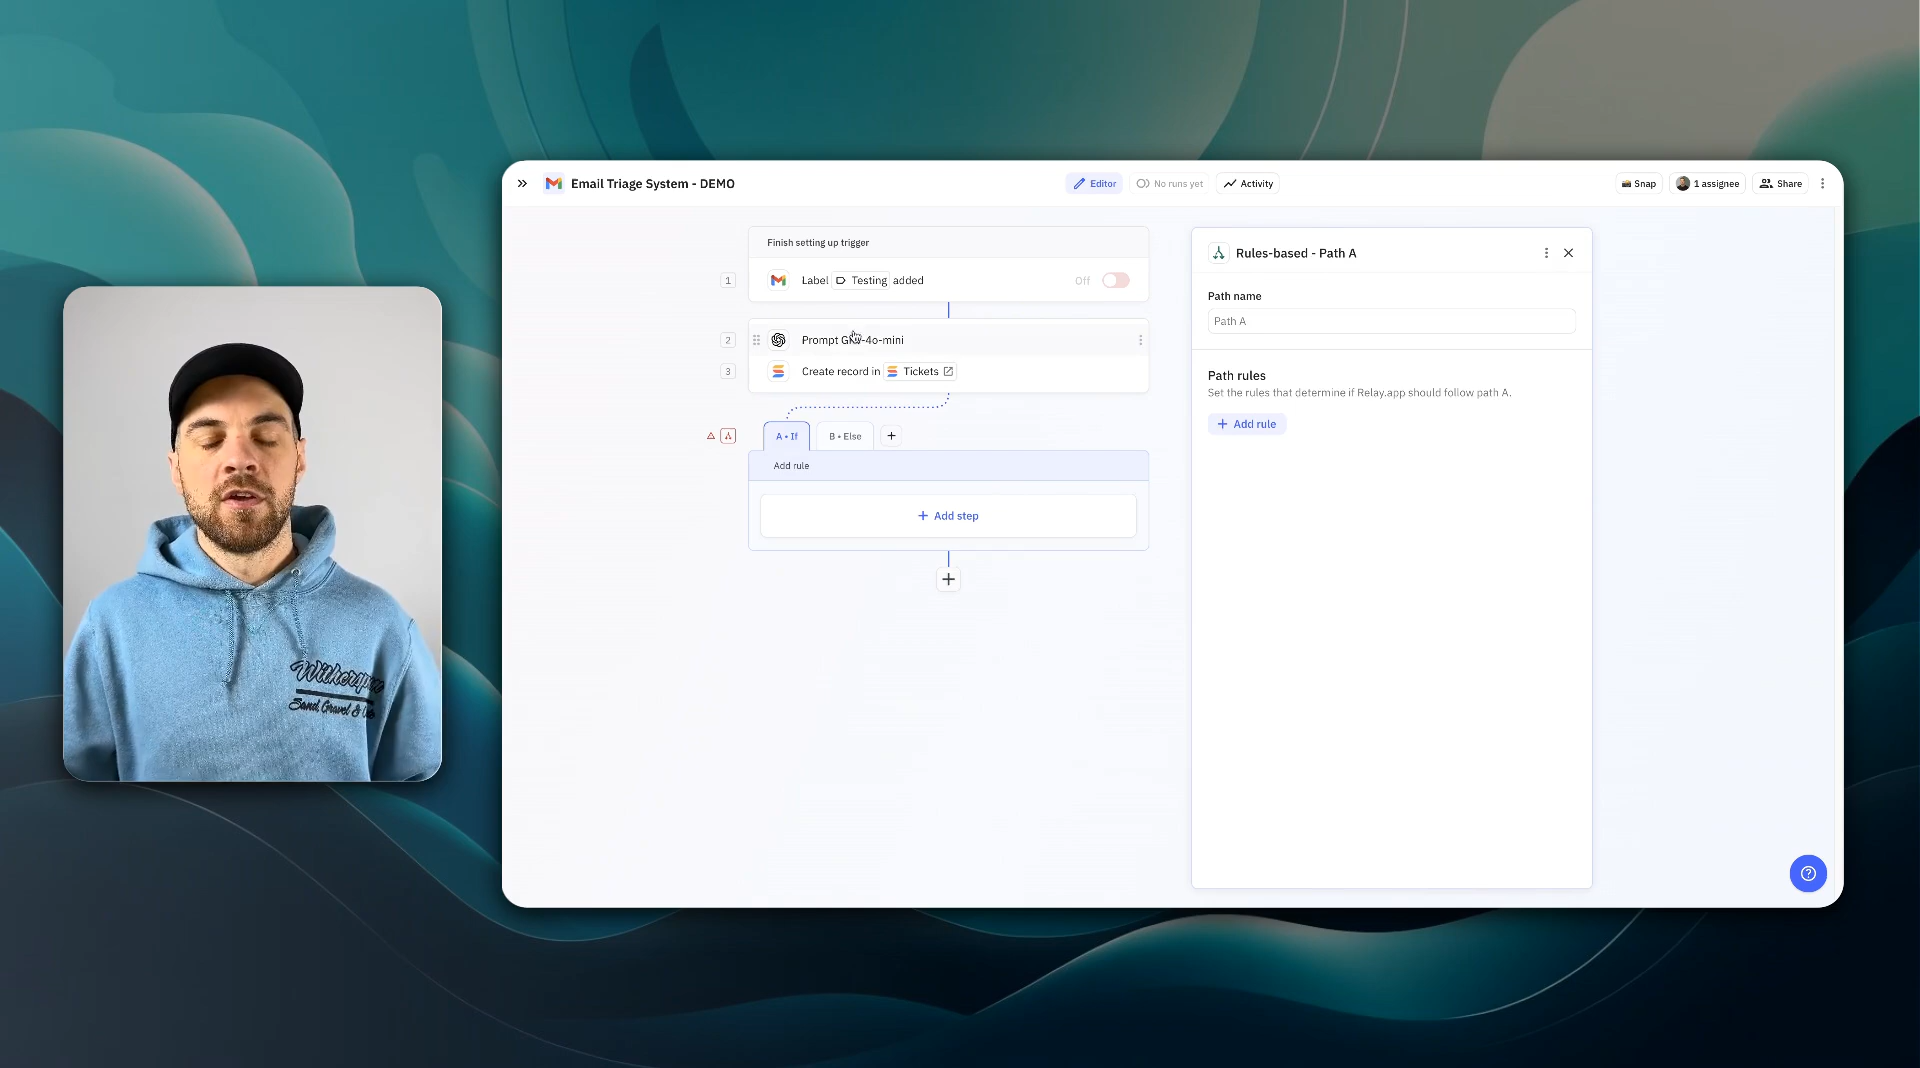 Email Triage System - DEMO
Editor
No runs yet
Activity
Snap
1 assignee
Share
Finish setting up trigger
1
Label Testing added
Off
2
Prompt GPT-4o-mini
3
Create record in Tickets
A • If
B • Else
Add rule
Add step
Rules-based - Path A
Path name
Path A
Path rules
Set the rules that determine if Relay.app should follow path A.
Add rule
Sand, Gravel &